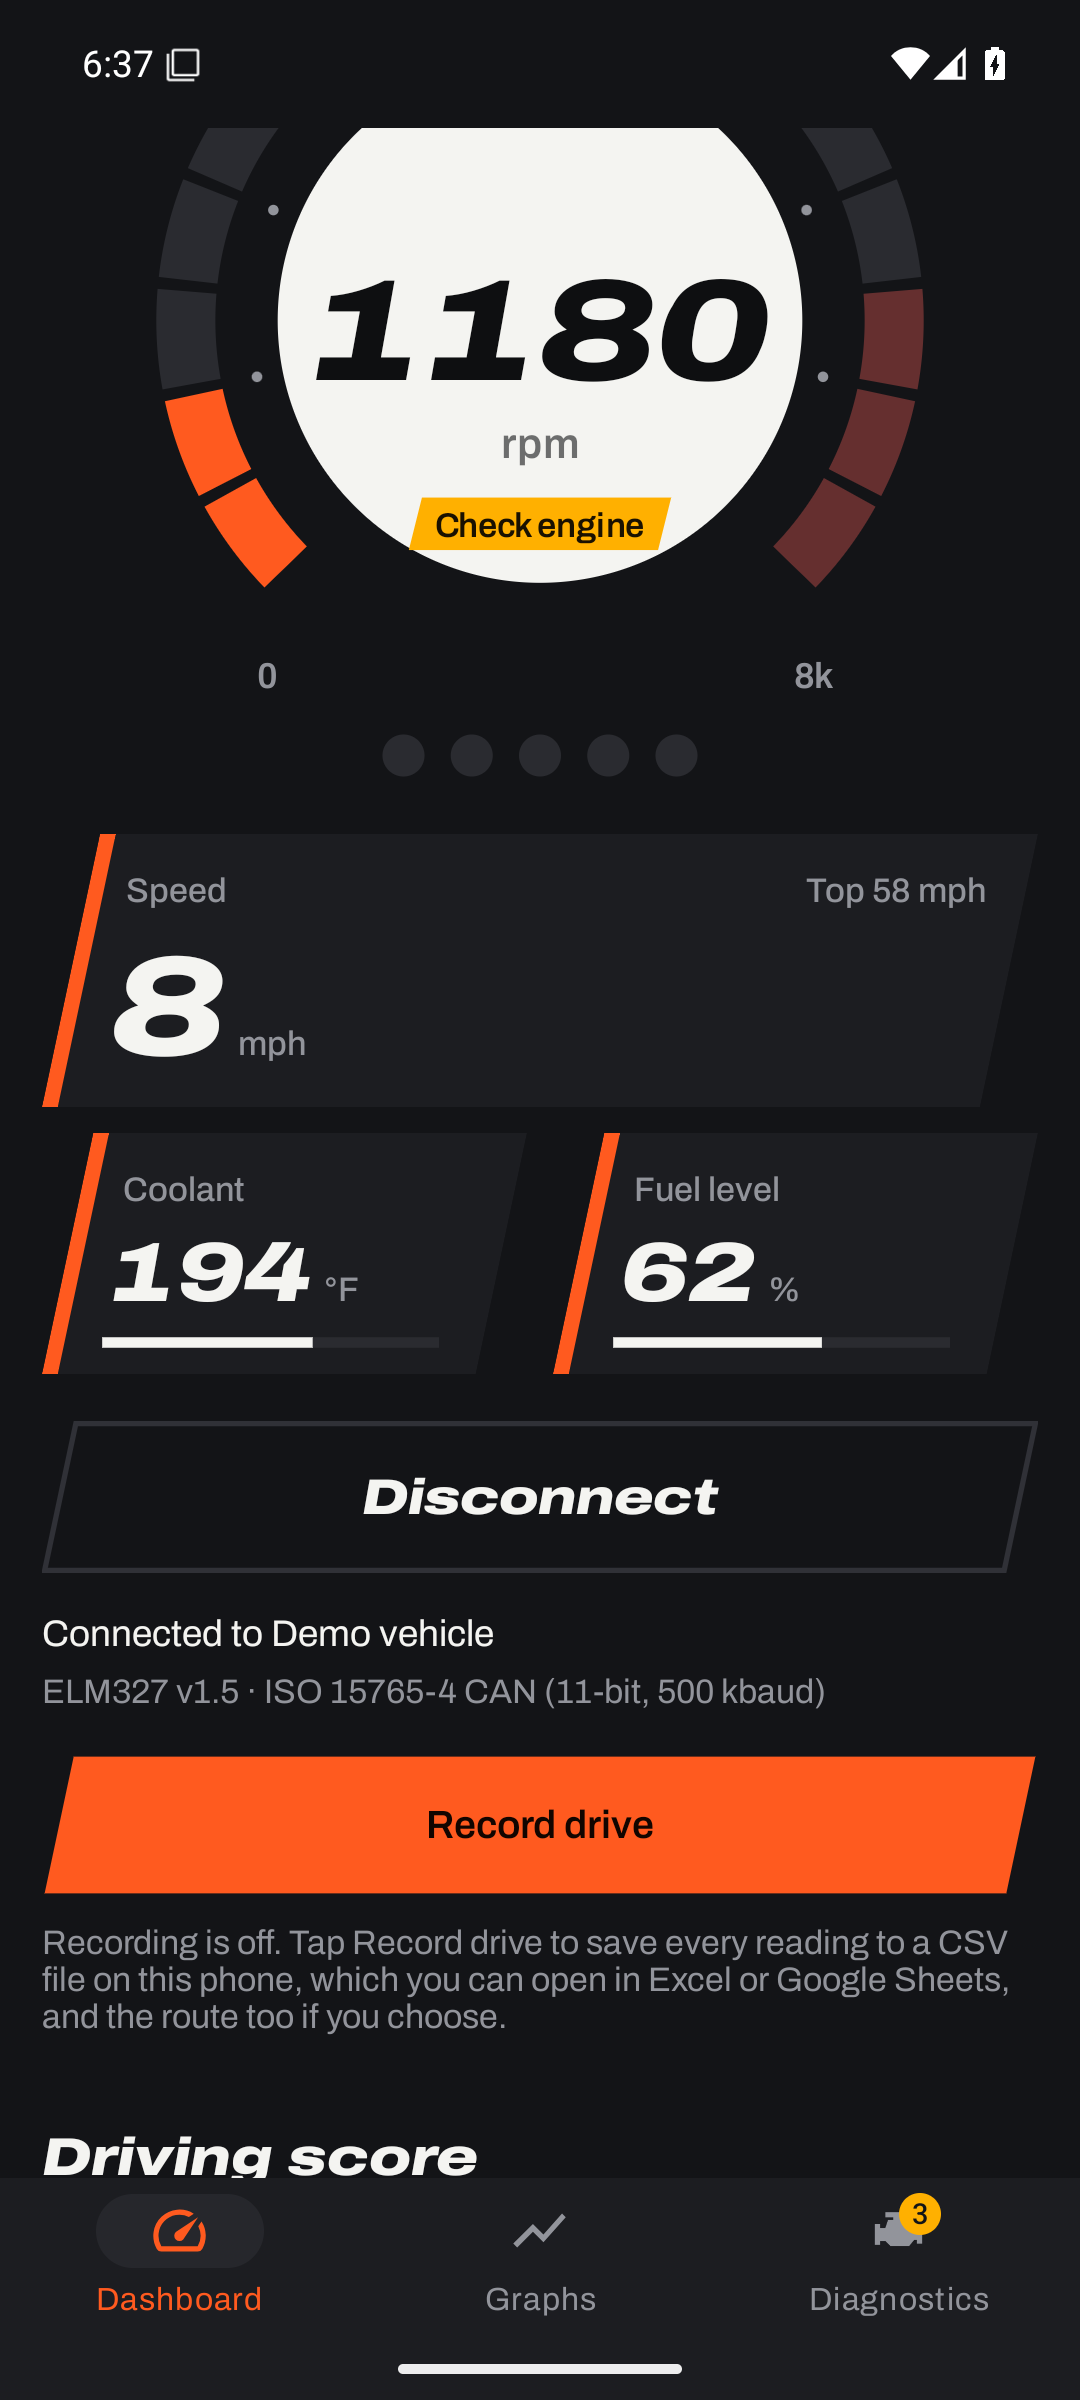 6:37
1180
rpm
Check engine
0
8k
Speed
Top 58 mph
8 mph
Coolant
194 °F
Fuel level
62 %
Disconnect
Connected to Demo vehicle
ELM327 v1.5 · ISO 15765-4 CAN (11-bit, 500 kbaud)
Record drive
Recording is off. Tap Record drive to save every reading to a CSV
file on this phone, which you can open in Excel or Google Sheets,
and the route too if you choose.
Driving score
3
Dashboard
Graphs
Diagnostics